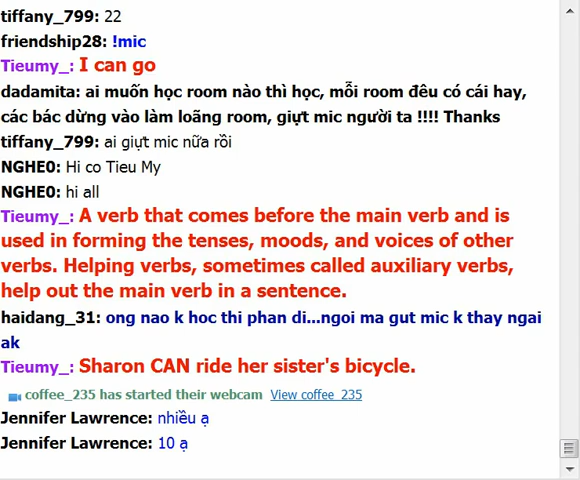 tiffany_799: 22
friendship28: !mic
Tieumy_: I can go
dadamita: ai muốn học room nào thì học, mỗi room đêu có cái hay,
các bác dừng vào làm loãng room, giựt mic người ta !!!! Thanks
tiffany_799: ai giựt mic nữa rồi
NGHE0: Hi co Tieu My
NGHE0: hi all
Tieumy_: A verb that comes before the main verb and is
used in forming the tenses, moods, and voices of other
verbs. Helping verbs, sometimes called auxiliary verbs,
help out the main verb in a sentence.
haidang_31: ong nao k hoc thi phan di...ngoi ma gut mic k thay ngai
ak
Tieumy_: Sharon CAN ride her sister's bicycle.
coffee_235 has started their webcam View coffee_235
Jennifer Lawrence: nhiều ạ
Jennifer Lawrence: 10 ạ